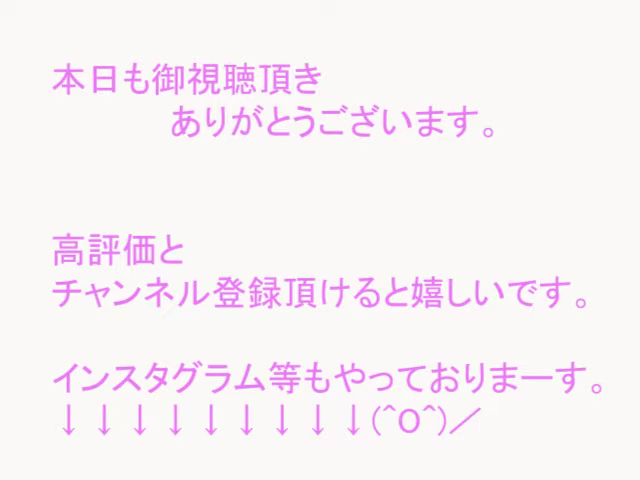 本日も御視聴頂き
ありがとうございます。
高評価と
チャンネル登録頂けると嬉しいです。
インスタグラム等もやっておりまーす。
↓↓↓↓↓↓↓↓↓(^O^)／